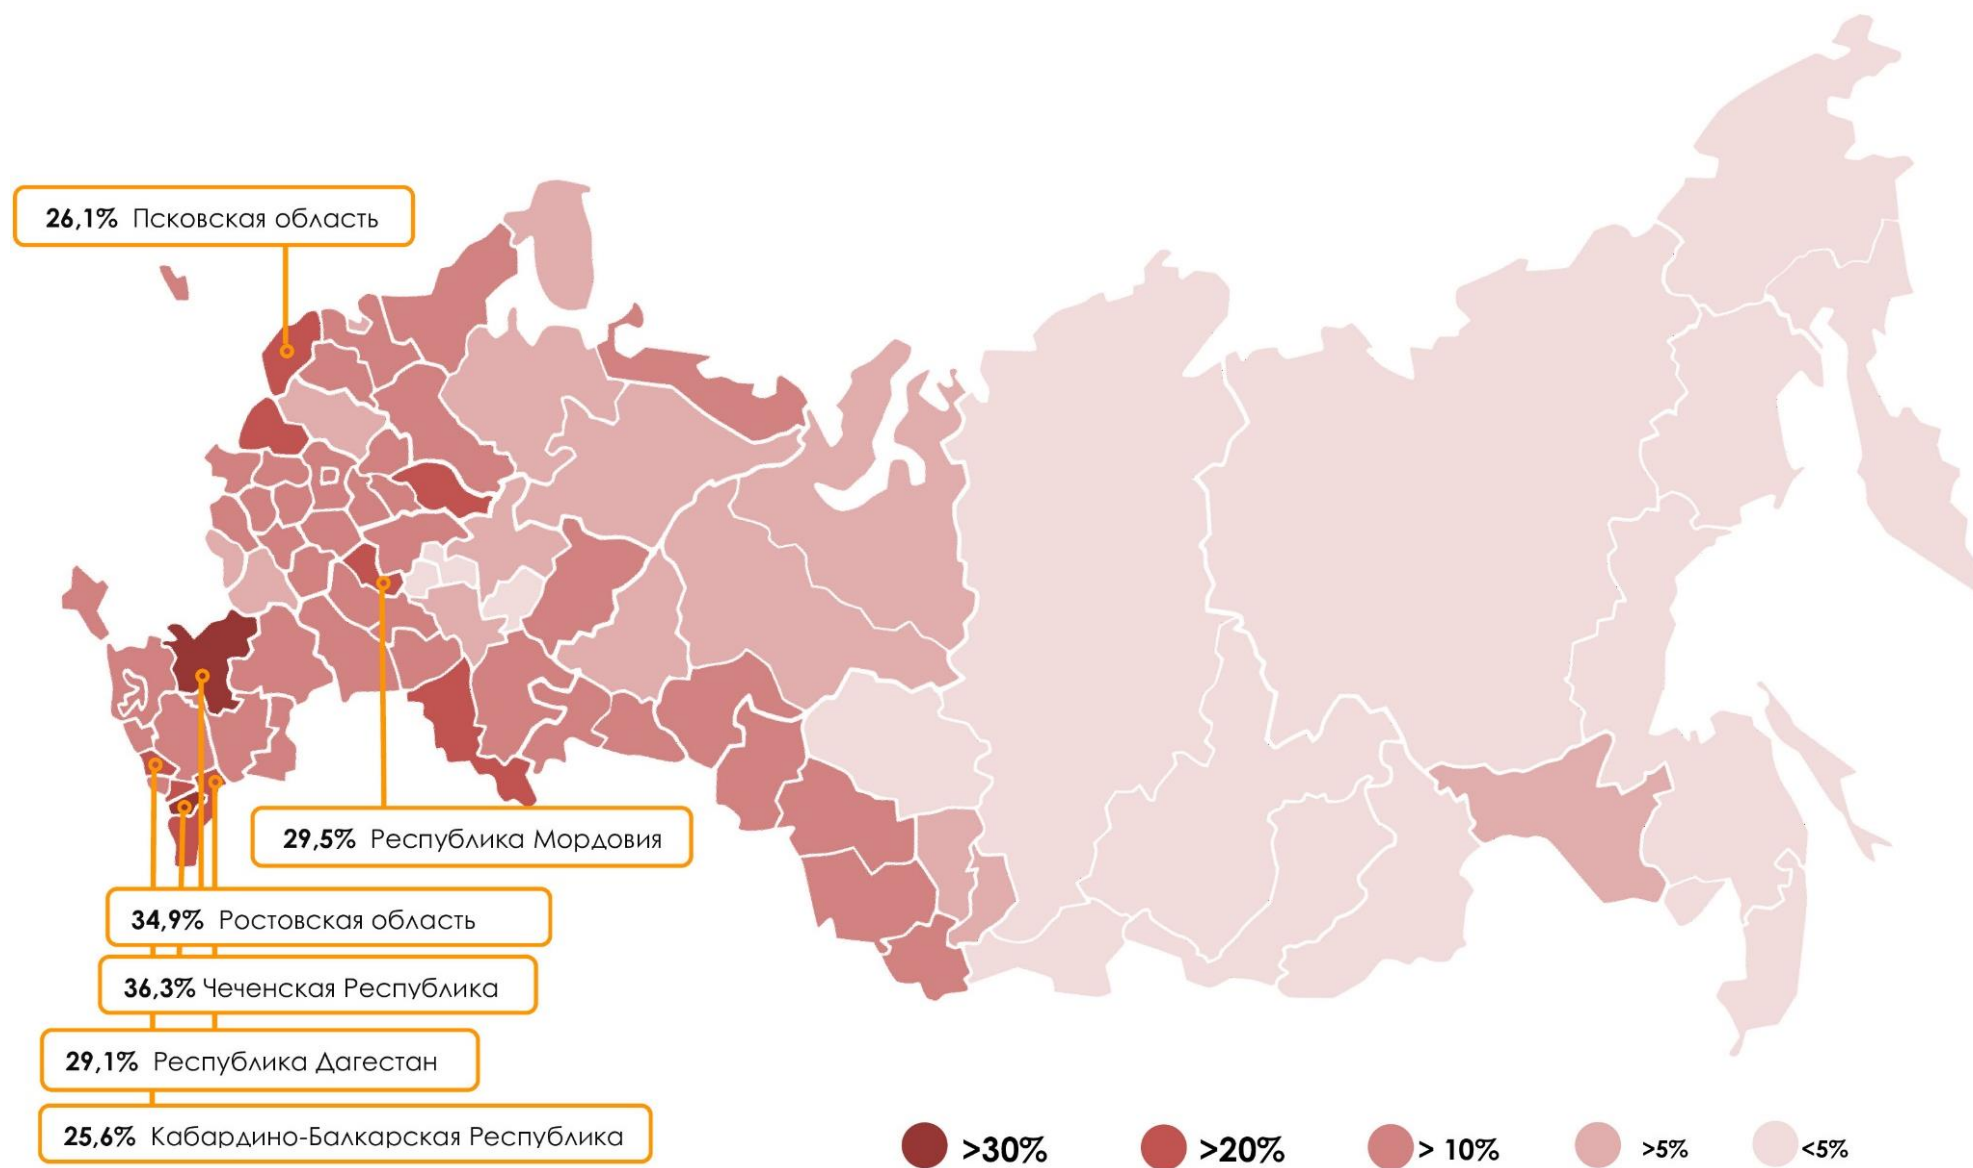 26,1% Псковская область
29,5% Республика Мордовия
34,9% Ростовская область
36,3% Чеченская Республика
29,1% Республика Дагестан
25,6% Кабардино-Балкарская Республика
>30% >20% > 10% >5% <5%